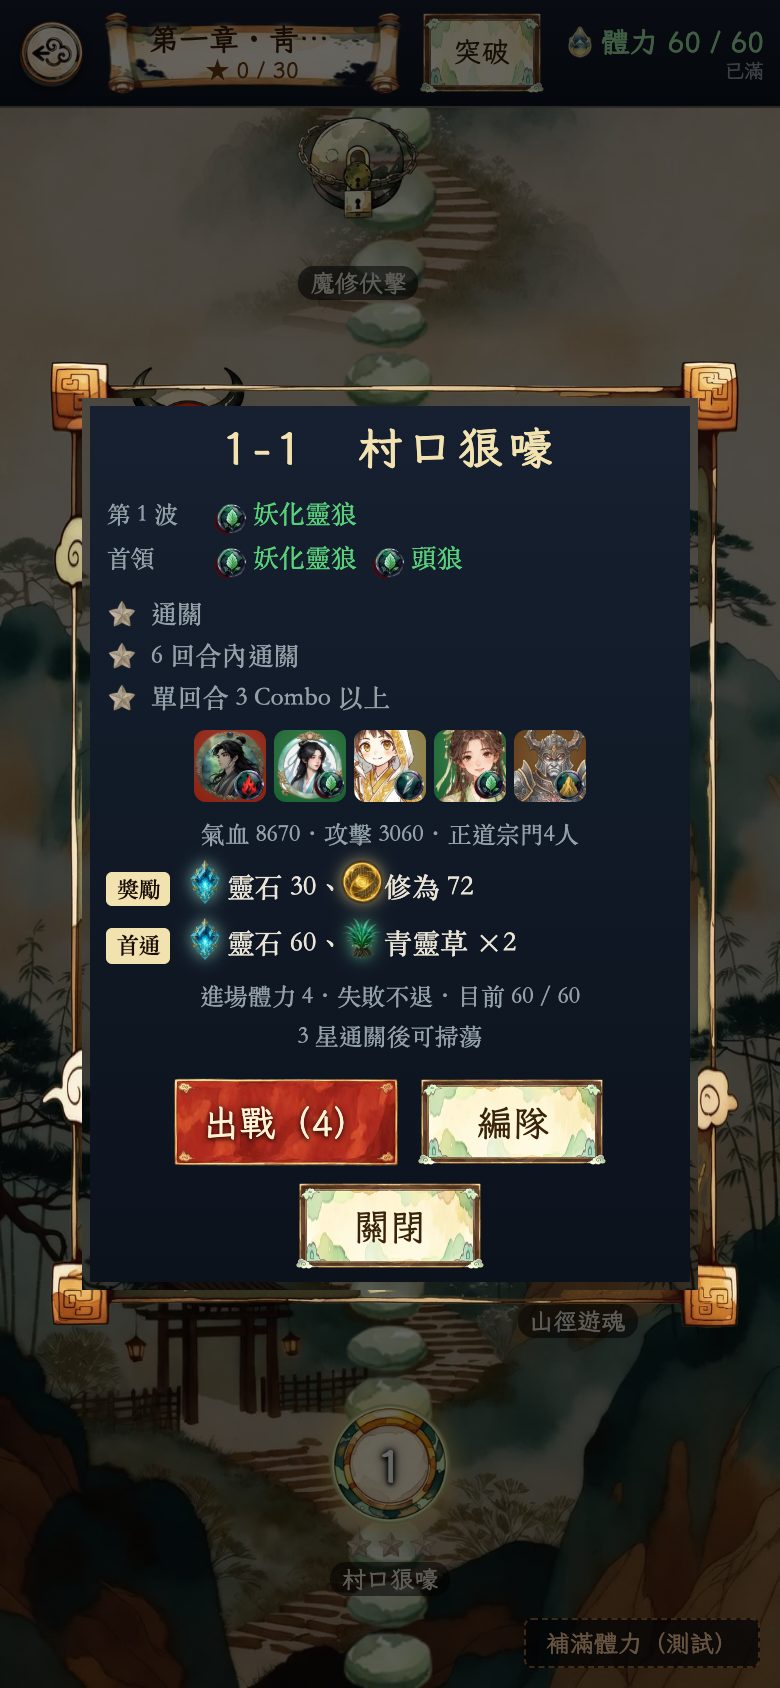 第一章・青…
★ 0 / 30
突破
體力 60 / 60
已滿
魔修伏擊
1-1 村口狼嚎
第 1 波 妖化靈狼
首領 妖化靈狼 頭狼
通關
6 回合內通關
單回合 3 Combo 以上
氣血 8670・攻擊 3060・正道宗門4人
獎勵 靈石 30、修為 72
首通 靈石 60、青靈草 ×2
進場體力 4・失敗不退・目前 60 / 60
3 星通關後可掃蕩
出戰（4）
編隊
關閉
山徑遊魂
1
村口狼嚎
補滿體力（測試）